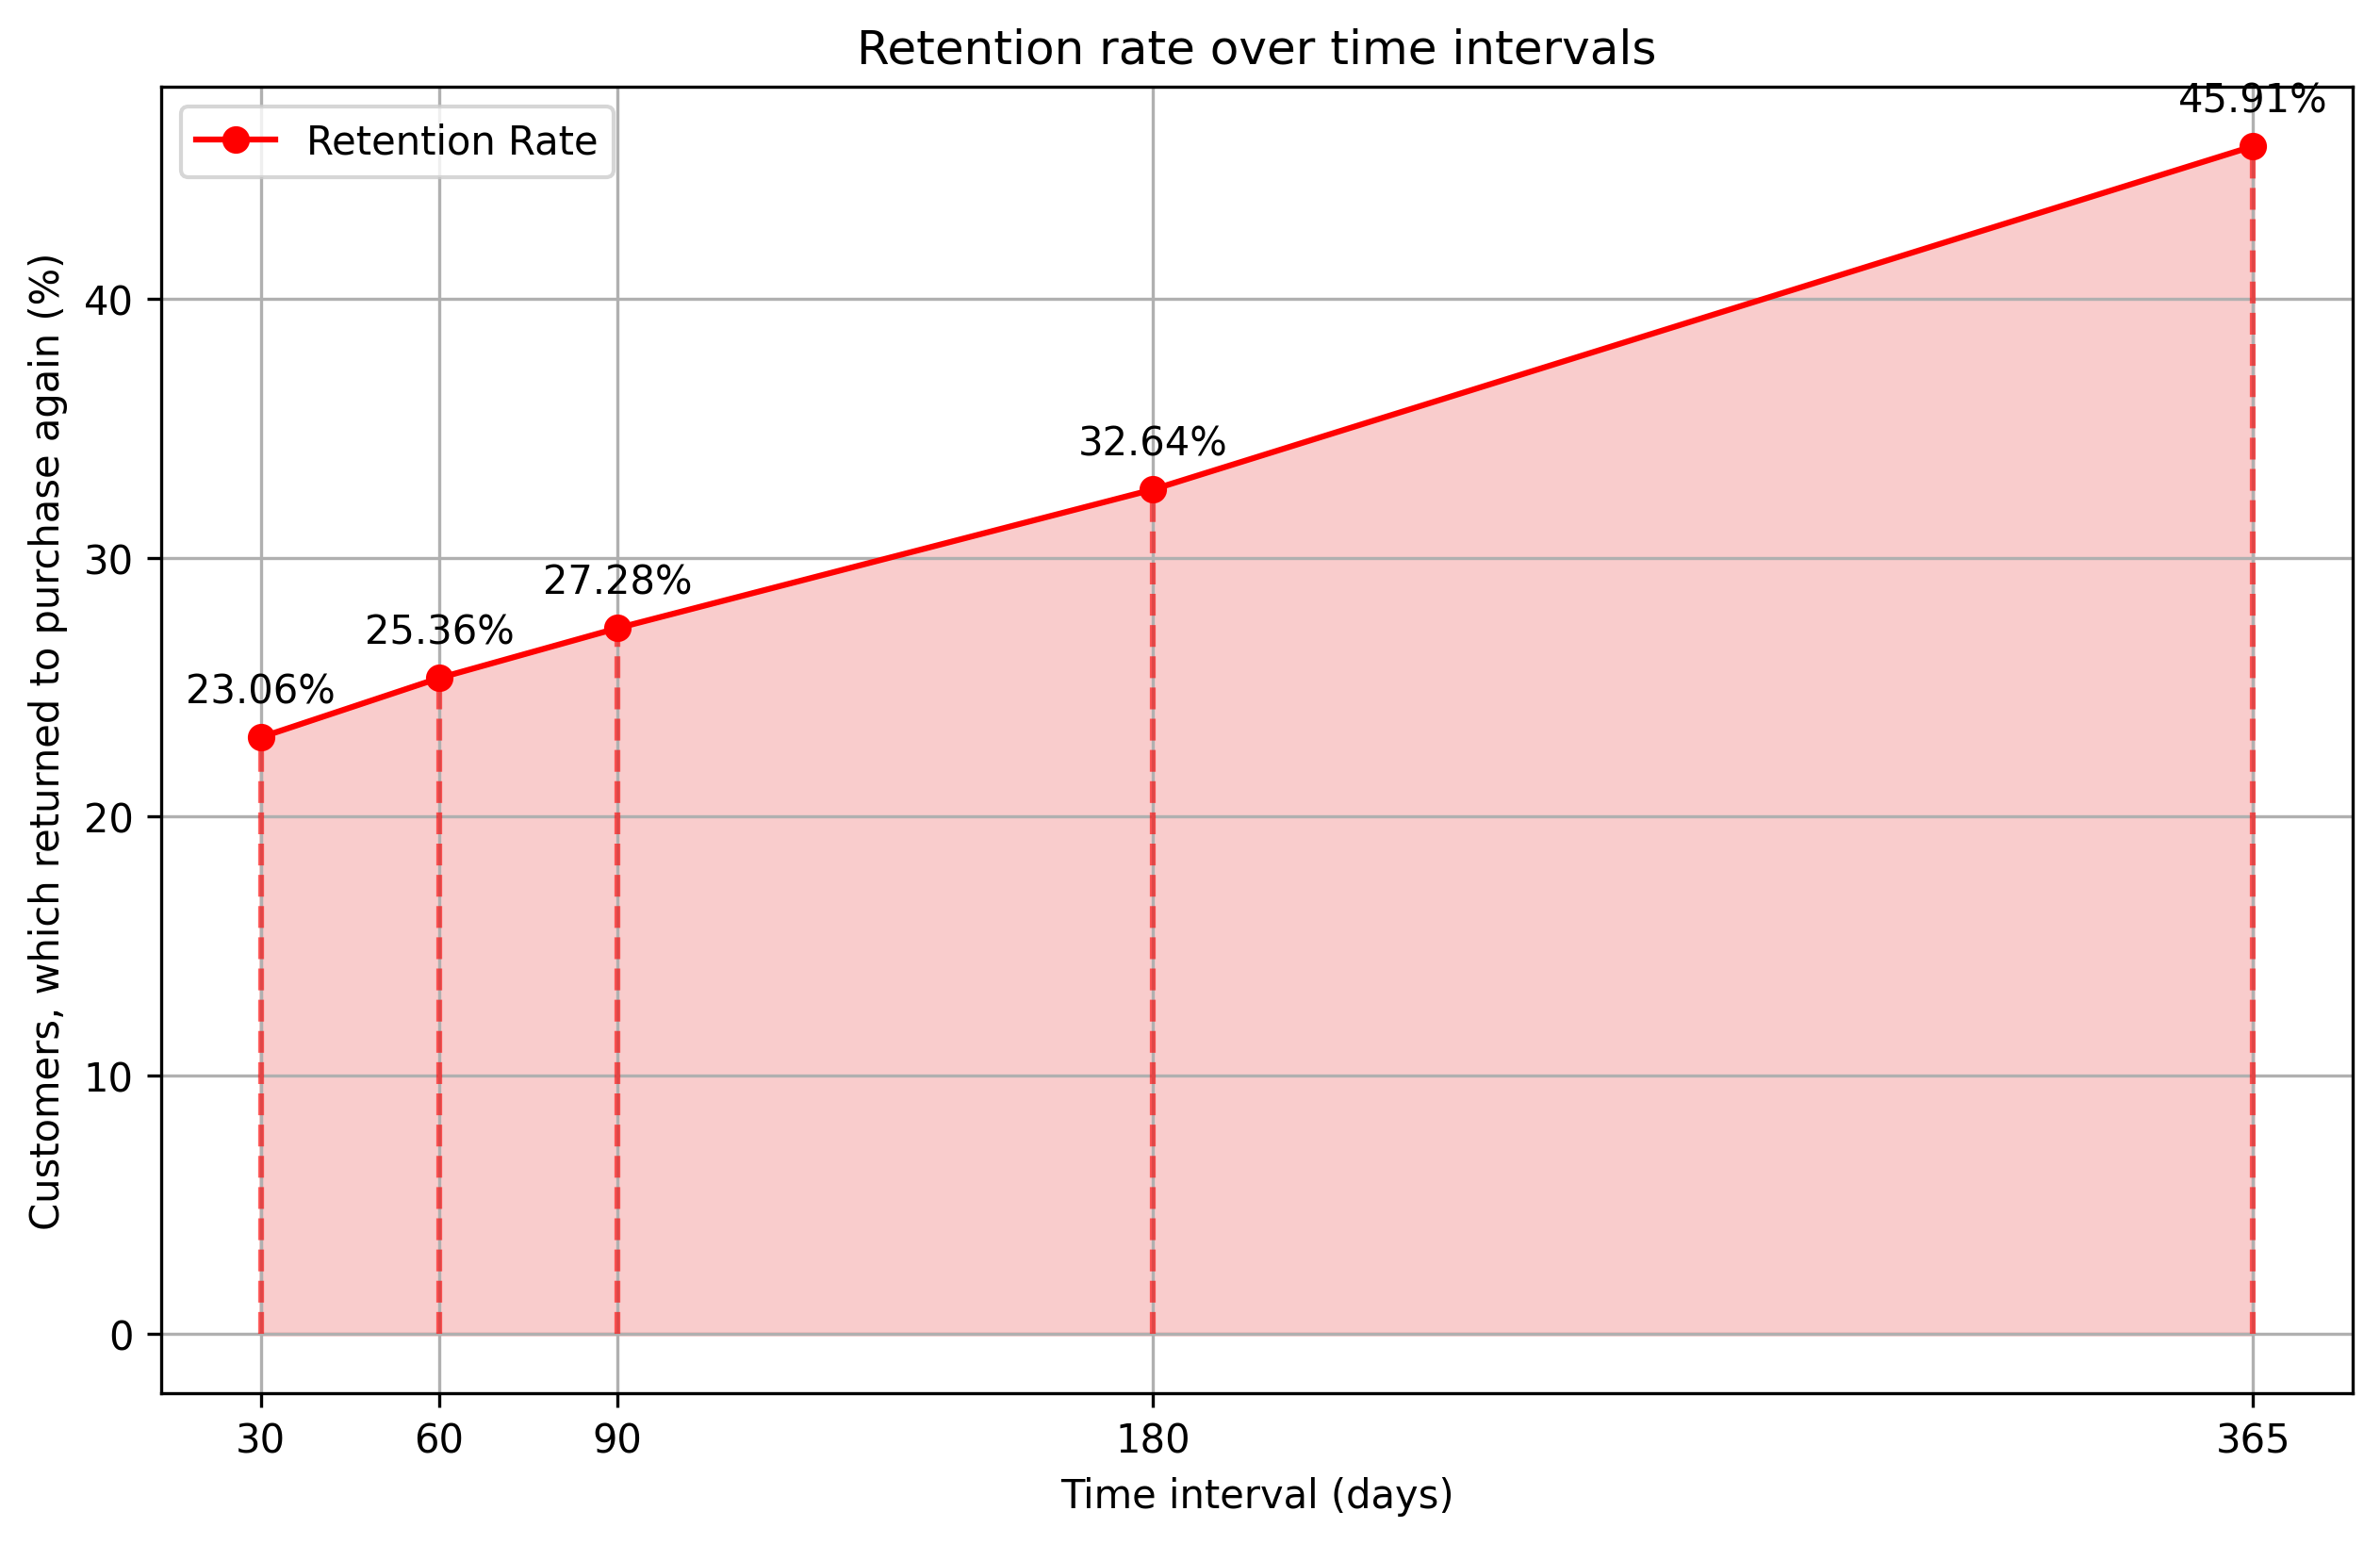 Retention rate over time intervals
Retention Rate
45.91%
32.64%
27.28%
25.36%
23.06%
Customers, which returned to purchase again (%)
40
30
20
10
0
30 60 90 180 365
Time interval (days)